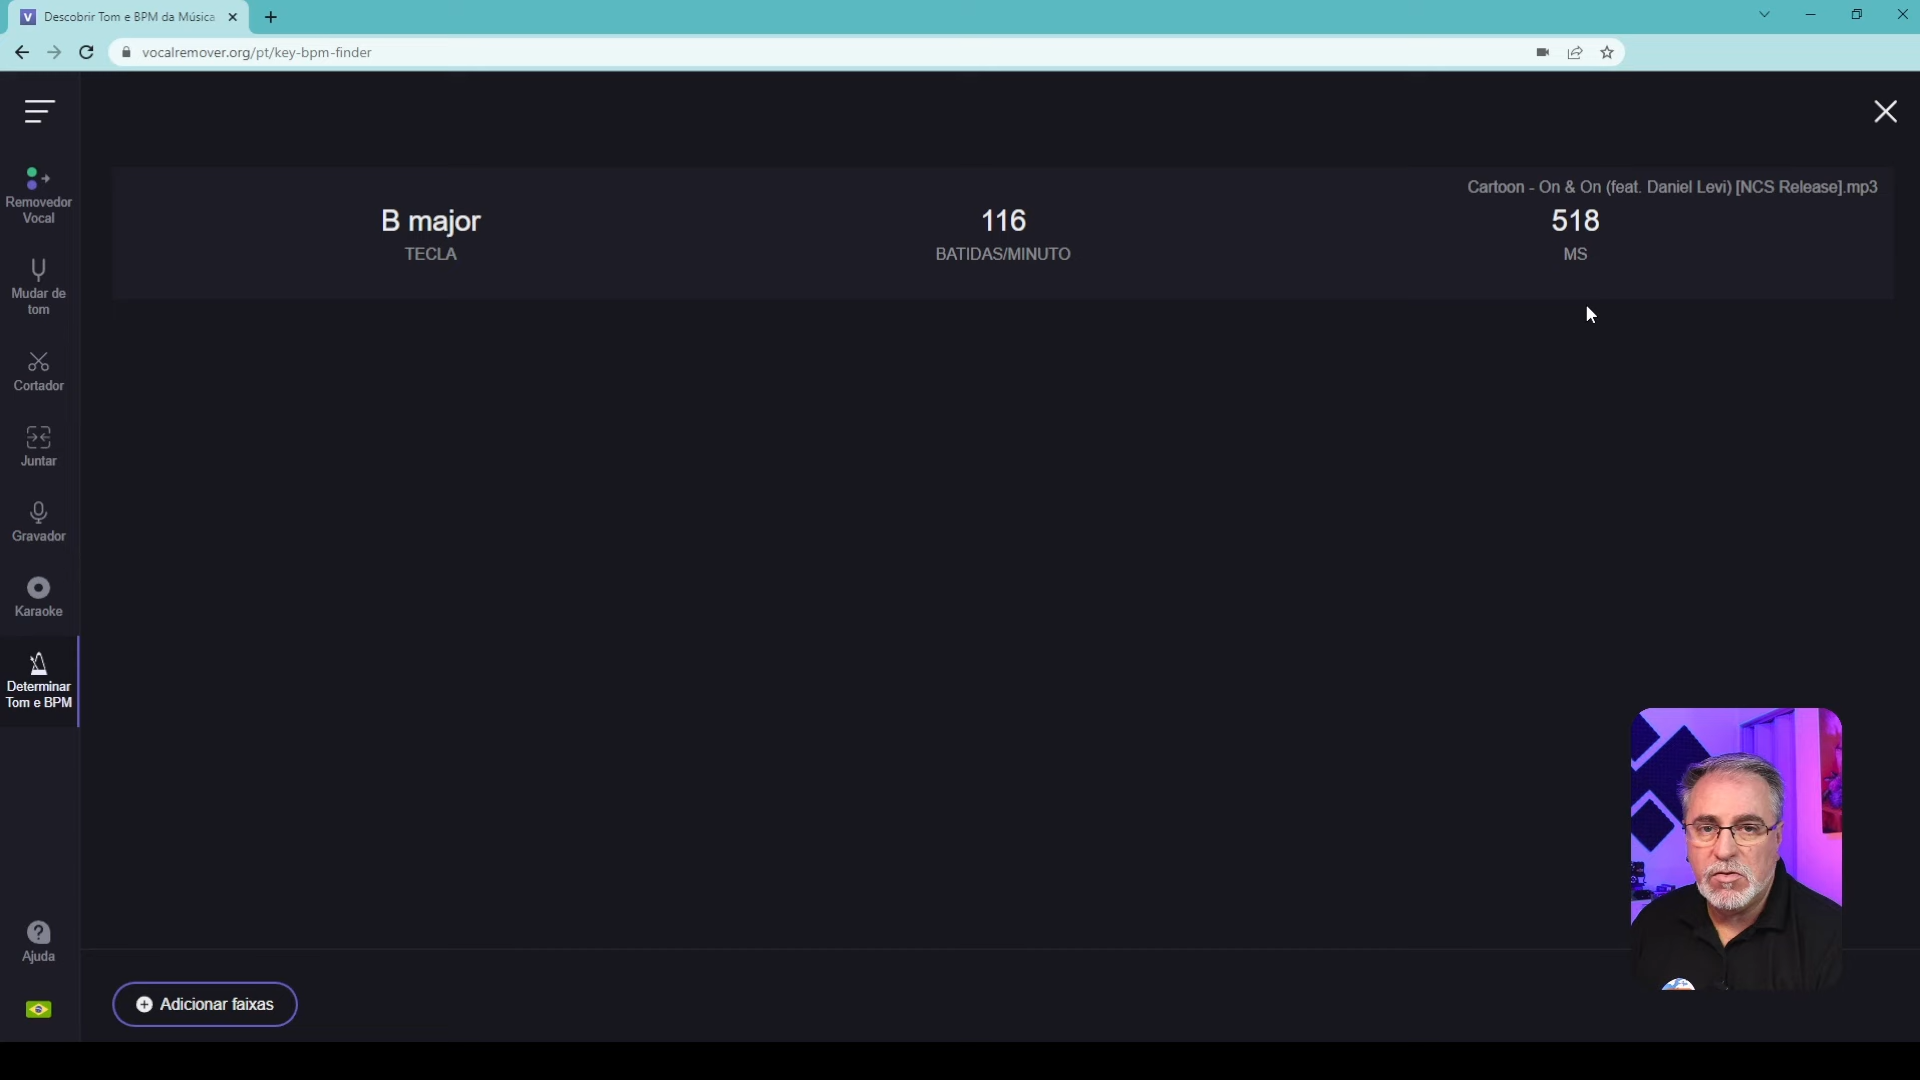 Descobrir Tom e BPM da Música
vocalremover.org/pt/key-bpm-finder
Cartoon - On & On (feat. Daniel Levi) [NCS Release].mp3
B major
TECLA
116
BATIDAS/MINUTO
518
MS
Removedor
Vocal
Mudar de
tom
Cortador
Juntar
Gravador
Karaoke
Determinar
Tom e BPM
Ajuda
Adicionar faixas